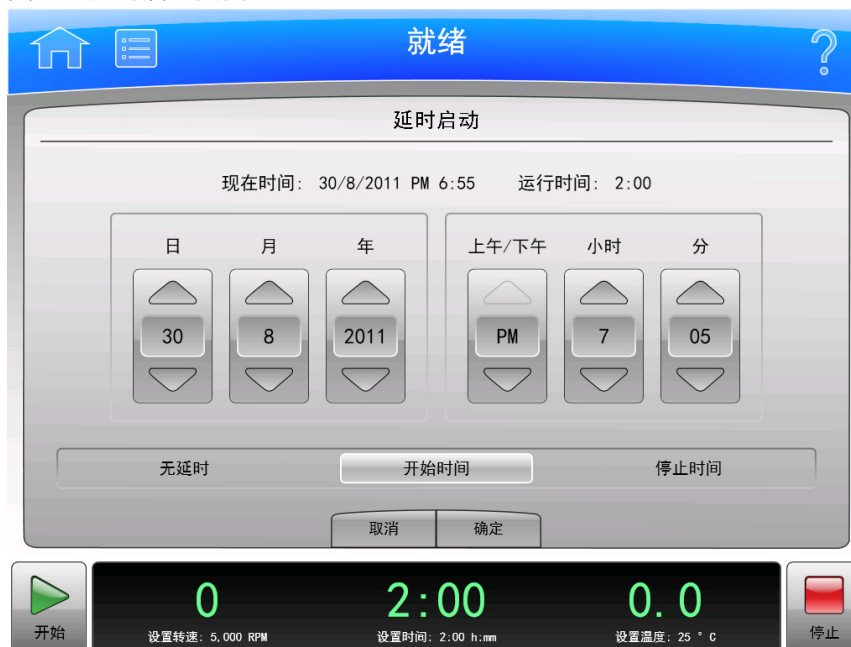 就绪
延时启动
现在时间: 30/8/2011 PM 6:55 运行时间: 2:00
日 月 年 上午/下午 小时 分
30 8 2011 PM 7 05
无延时 开始时间 停止时间
取消 确定
0 2:00 0.0
开始 设置转速: 5,000 RPM 设置时间: 2:00 h:mm 设置温度: 25 ° C 停止